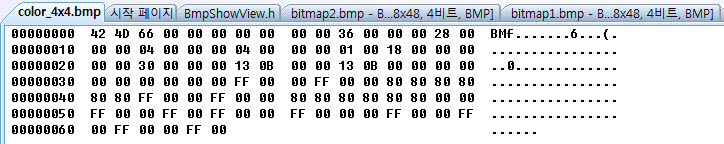 color_4x4.bmp 시작 페이지 BmpShowView.h bitmap2.bmp - B...8x48, 4비트, BMP] bitmap1.bmp - B...8x48, 4비트, BMP]
00000000 42 4D 66 00 00 00 00 00 00 00 36 00 00 00 28 00 BMf.......6...(.
00000010 00 00 04 00 00 00 04 00 00 00 01 00 18 00 00 00 ................
00000020 00 00 30 00 00 00 13 0B 00 00 13 0B 00 00 00 00 ..0.............
00000030 00 00 00 00 00 00 FF 00 00 FF 00 00 80 80 80 80 ................
00000040 80 80 FF 00 00 FF 00 00 80 80 80 80 80 80 00 00 ................
00000050 FF 00 00 FF 00 FF 00 00 FF 00 00 00 FF 00 00 FF ................
00000060 00 FF 00 00 FF 00 ......